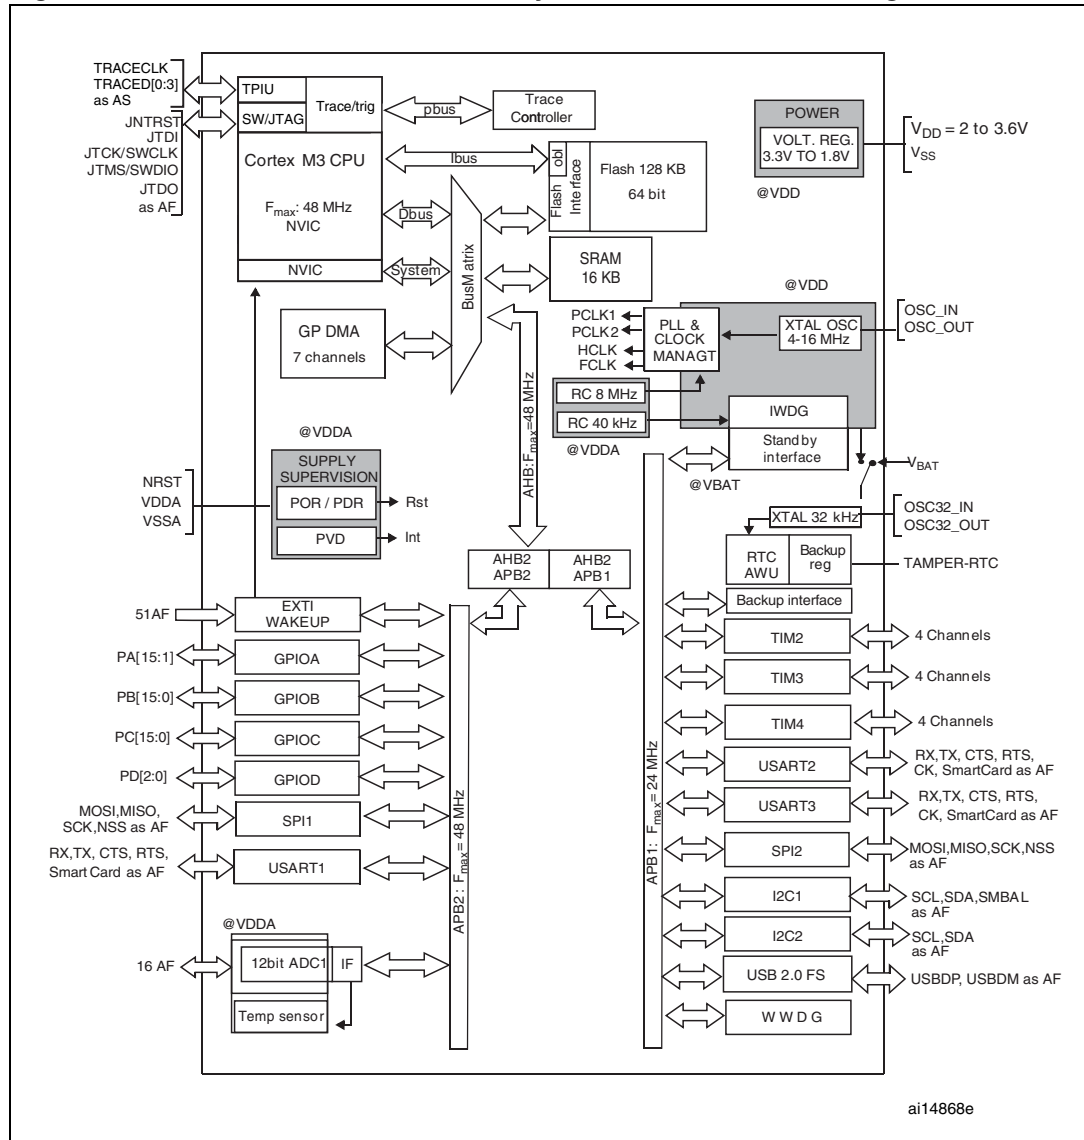 TRACECLK
TRACED[0:3]
as AS
TPIU
SW/JTAG
Trace/trig
pbus
Trace
Controller
JNTRST
JTDI
JTCK/SWCLK
JTMS/SWDIO
JTDO
as AF
Cortex M3 CPU
Fmax: 48 MHz
NVIC
NVIC
Ibus
Dbus
System
BusM atrix
Flash obl
Interface
Flash 128 KB
64 bit
SRAM
16 KB
POWER
VOLT. REG.
3.3V TO 1.8V
@VDD
VDD = 2 to 3.6V
VSS
GP DMA
7 channels
AHB:Fmax=48 MHz
@VDD
PCLK1
PCLK2
HCLK
FCLK
PLL &
CLOCK
MANAGT
XTAL OSC
4-16 MHz
OSC_IN
OSC_OUT
RC 8 MHz
RC 40 kHz
@VDDA
IWDG
Stand by
interface
@VBAT
VBAT
XTAL 32 kHz
OSC32_IN
OSC32_OUT
RTC
AWU
Backup
reg
TAMPER-RTC
Backup interface
@VDDA
SUPPLY
SUPERVISION
POR / PDR
Rst
PVD
Int
NRST
VDDA
VSSA
AHB2
APB2
AHB2
APB1
51AF
EXTI
WAKEUP
PA[15:1]
GPIOA
PB[15:0]
GPIOB
PC[15:0]
GPIOC
PD[2:0]
GPIOD
MOSI,MISO,
SCK,NSS as AF
SPI1
RX,TX, CTS, RTS,
Smart Card as AF
USART1
@VDDA
16 AF
12bit ADC1
IF
Temp sensor
APB2 : Fmax= 48 MHz
APB1: Fmax= 24 MHz
TIM2
4 Channels
TIM3
4 Channels
TIM4
4 Channels
USART2
RX,TX, CTS, RTS,
CK, SmartCard as AF
USART3
RX,TX, CTS, RTS,
CK, SmartCard as AF
SPI2
MOSI,MISO,SCK,NSS
as AF
I2C1
SCL,SDA,SMBAL
as AF
I2C2
SCL,SDA
as AF
USB 2.0 FS
USBDP, USBDM as AF
W W D G
ai14868e